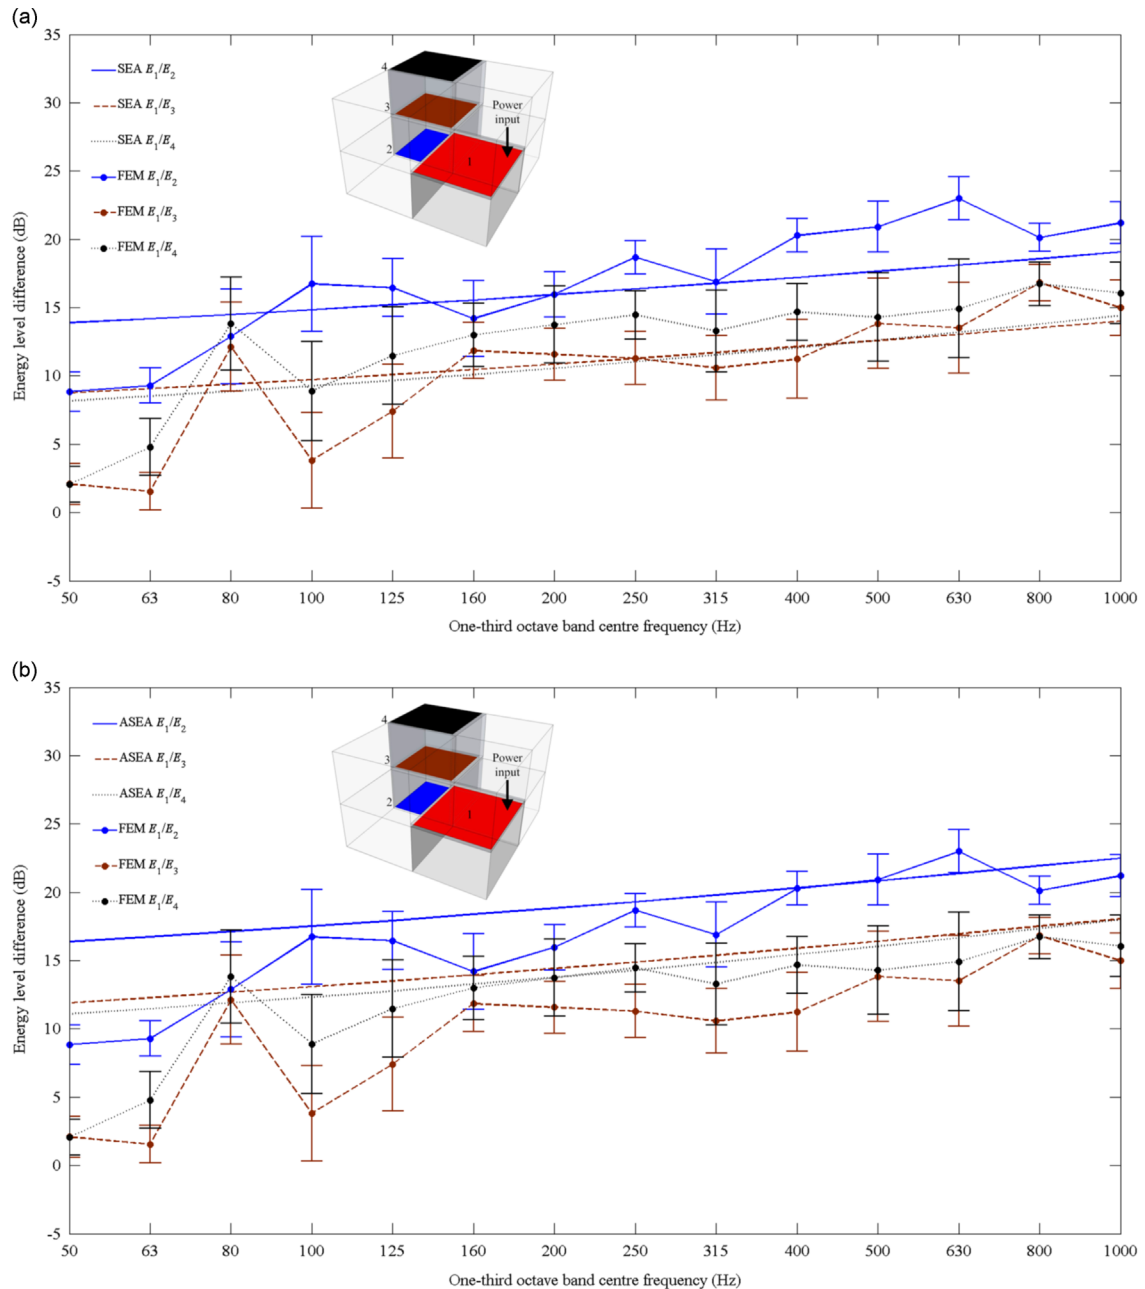 (a)
35
30
25
20
15
10
5
0
-5
Energy level difference (dB)
SEA E1/E2
SEA E1/E3
SEA E1/E4
FEM E1/E2
FEM E1/E3
FEM E1/E4
4
3
2
1
Power
input
50 63 80 100 125 160 200 250 315 400 500 630 800 1000
One-third octave band centre frequency (Hz)
(b)
35
30
25
20
15
10
5
0
-5
Energy level difference (dB)
ASEA E1/E2
ASEA E1/E3
ASEA E1/E4
FEM E1/E2
FEM E1/E3
FEM E1/E4
4
3
2
1
Power
input
50 63 80 100 125 160 200 250 315 400 500 630 800 1000
One-third octave band centre frequency (Hz)